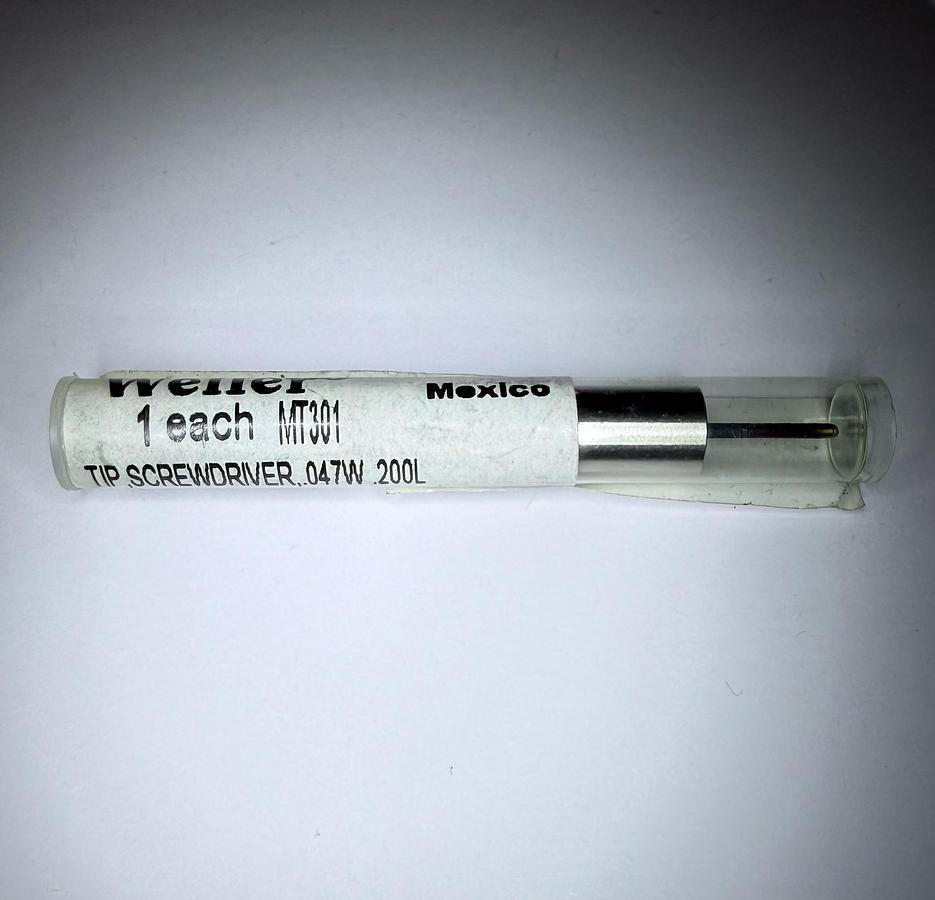 Weller
Mexico
1 each MT301
TIP,SCREWDRIVER,.047W .200L